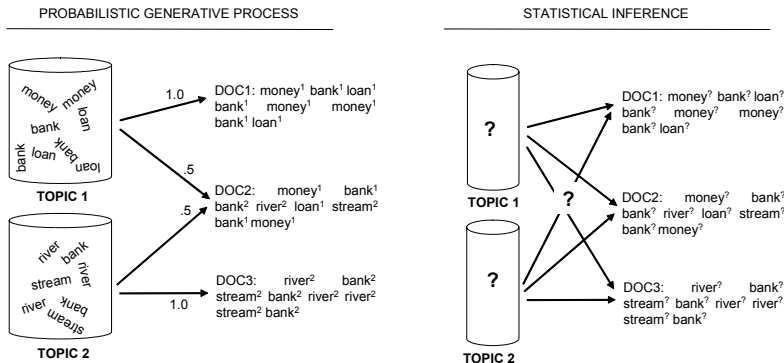 PROBABILISTIC GENERATIVE PROCESS
money
money
loan
bank
bank
loan
bank
loan
TOPIC 1
river
bank
stream
river
river
bank
stream
TOPIC 2
1.0
.5
.5
1.0
DOC1: money¹ bank¹ loan¹
bank¹ money¹ money¹
bank¹ loan¹
DOC2: money¹ bank¹
bank² river² loan¹ stream²
bank¹ money¹
DOC3: river² bank²
stream² bank² river² river²
stream² bank²
STATISTICAL INFERENCE
?
TOPIC 1
?
TOPIC 2
?
DOC1: money? bank? loan?
bank? money? money?
bank? loan?
DOC2: money? bank?
bank? river? loan? stream?
bank? money?
DOC3: river? bank?
stream? bank? river? river?
stream? bank?